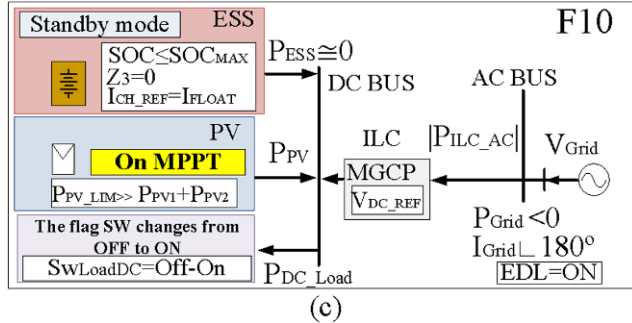 ESS
F10
Standby mode
SOC≤SOCMAX
Z3=0
ICH_REF=IFLOAT
PESS≅0
DC BUS
AC BUS
PV
On MPPT
PPV_LIM>> PPV1+PPV2
PPV
ILC
MGCP
VDC_REF
|PILC_AC|
VGrid
The flag SW changes from
OFF to ON
SwLoadDC=Off-On
PDC_Load
PGrid<0
IGrid∟180º
EDL=ON
(c)